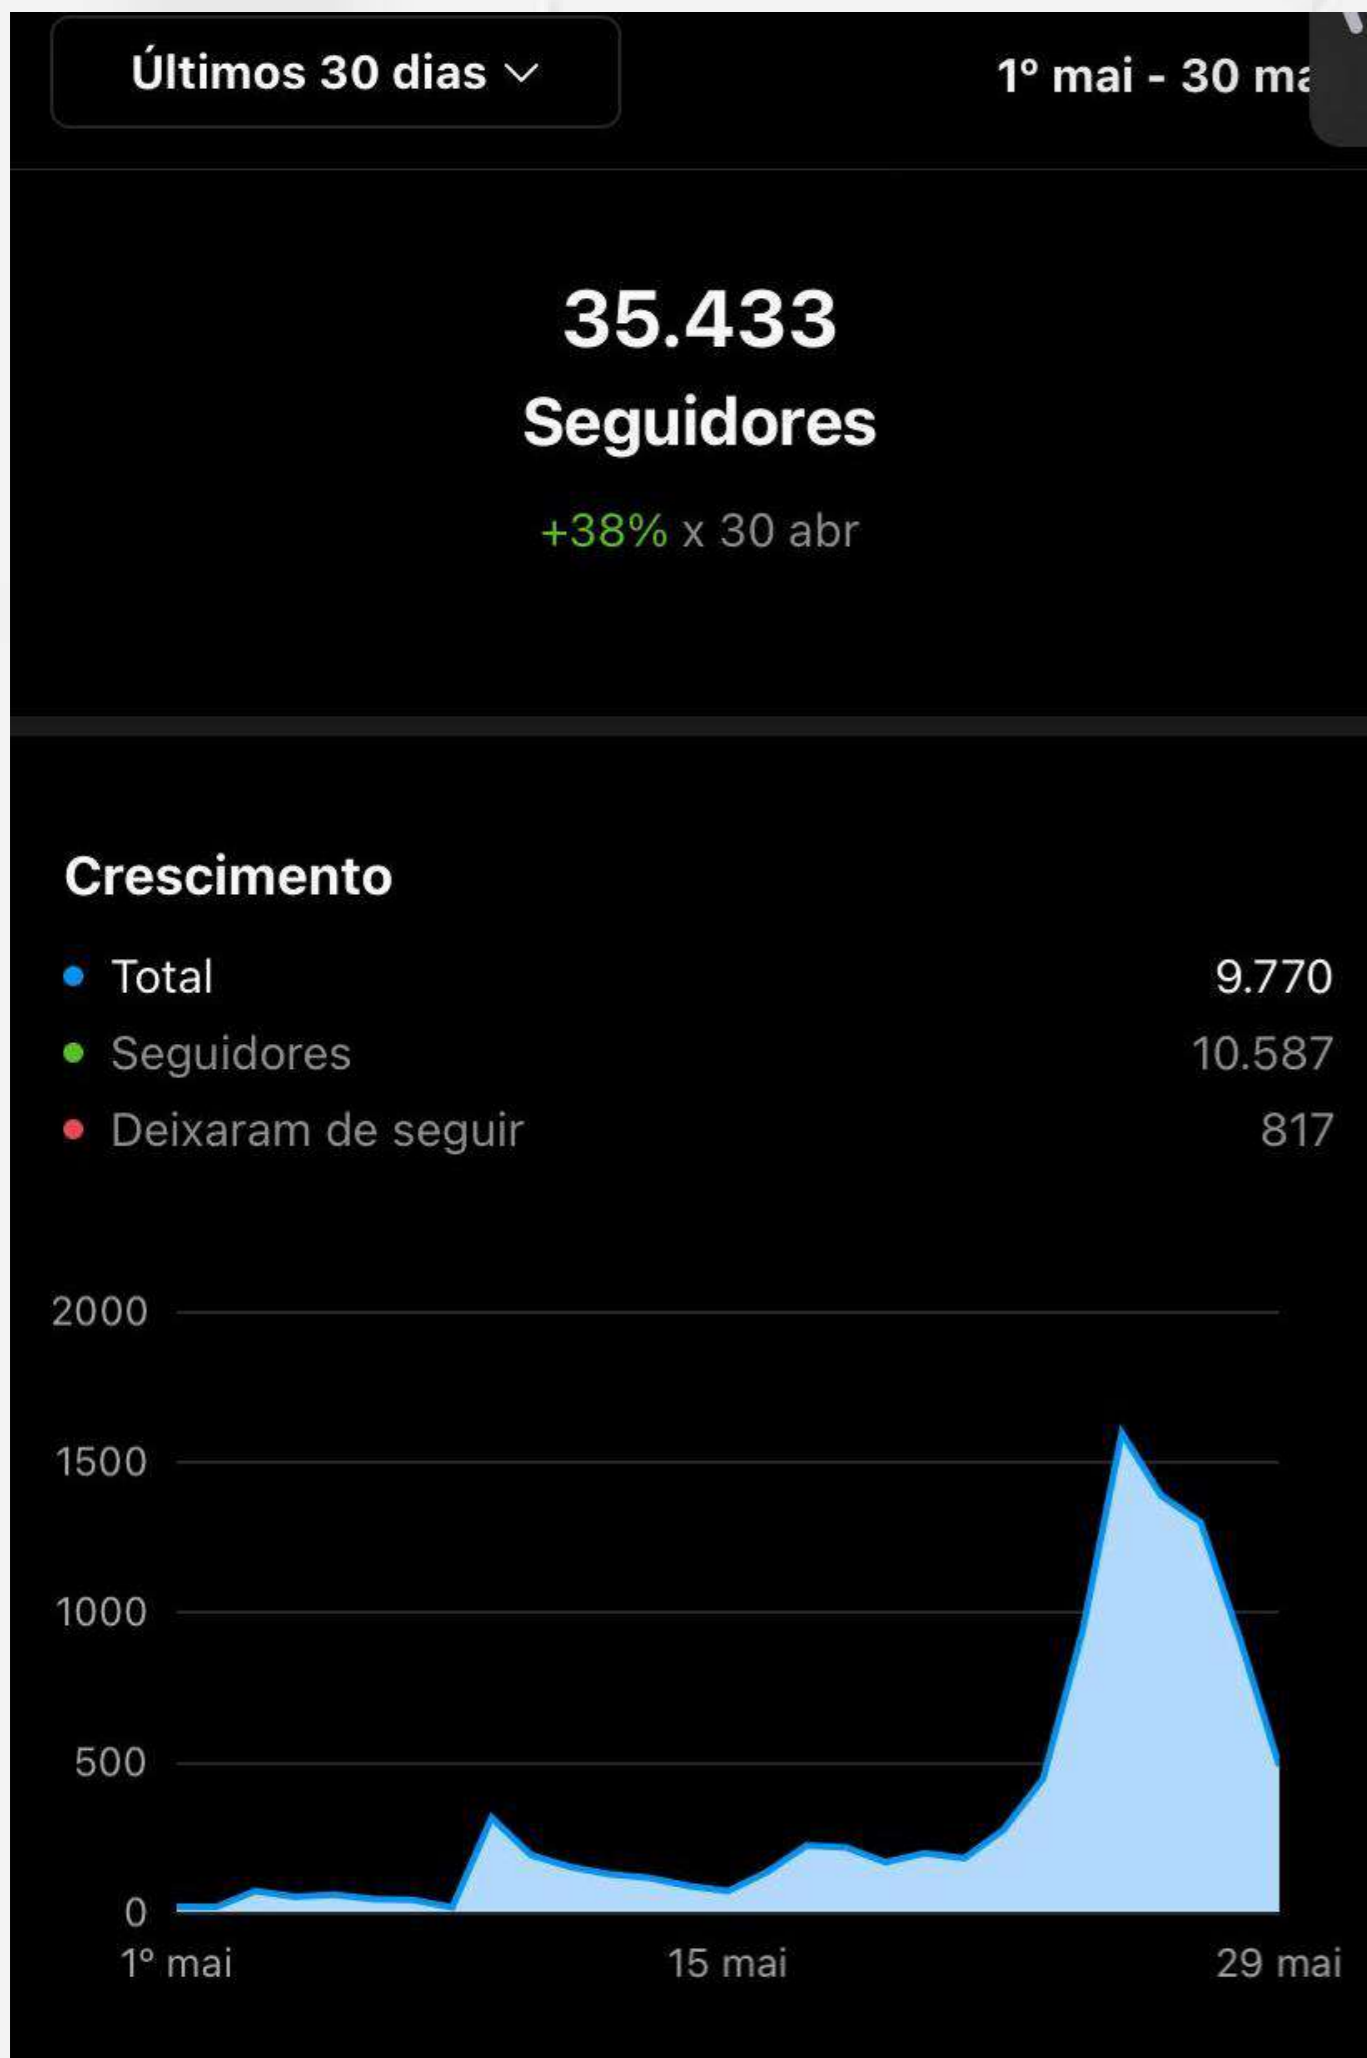 Últimos 30 dias
1º mai - 30
35.433
Seguidores
+38% x 30 abr
Crescimento
Total 9.770
Seguidores 10.587
Deixaram de seguir 817
2000
1500
1000
500
0
1º mai 15 mai 29 mai